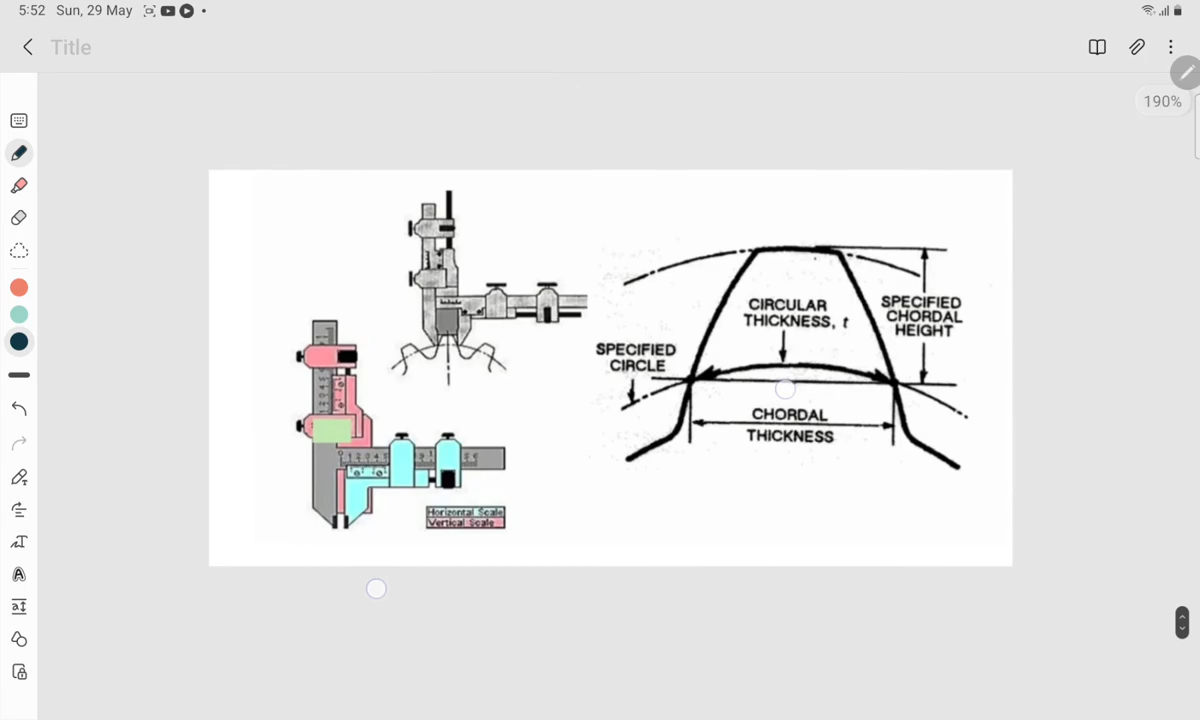 5:52 Sun, 29 May
Title
190%
CIRCULAR
THICKNESS, t
SPECIFIED
CHORDAL
HEIGHT
SPECIFIED
CIRCLE
CHORDAL
THICKNESS
Horizontal Scale
Vertical Scale